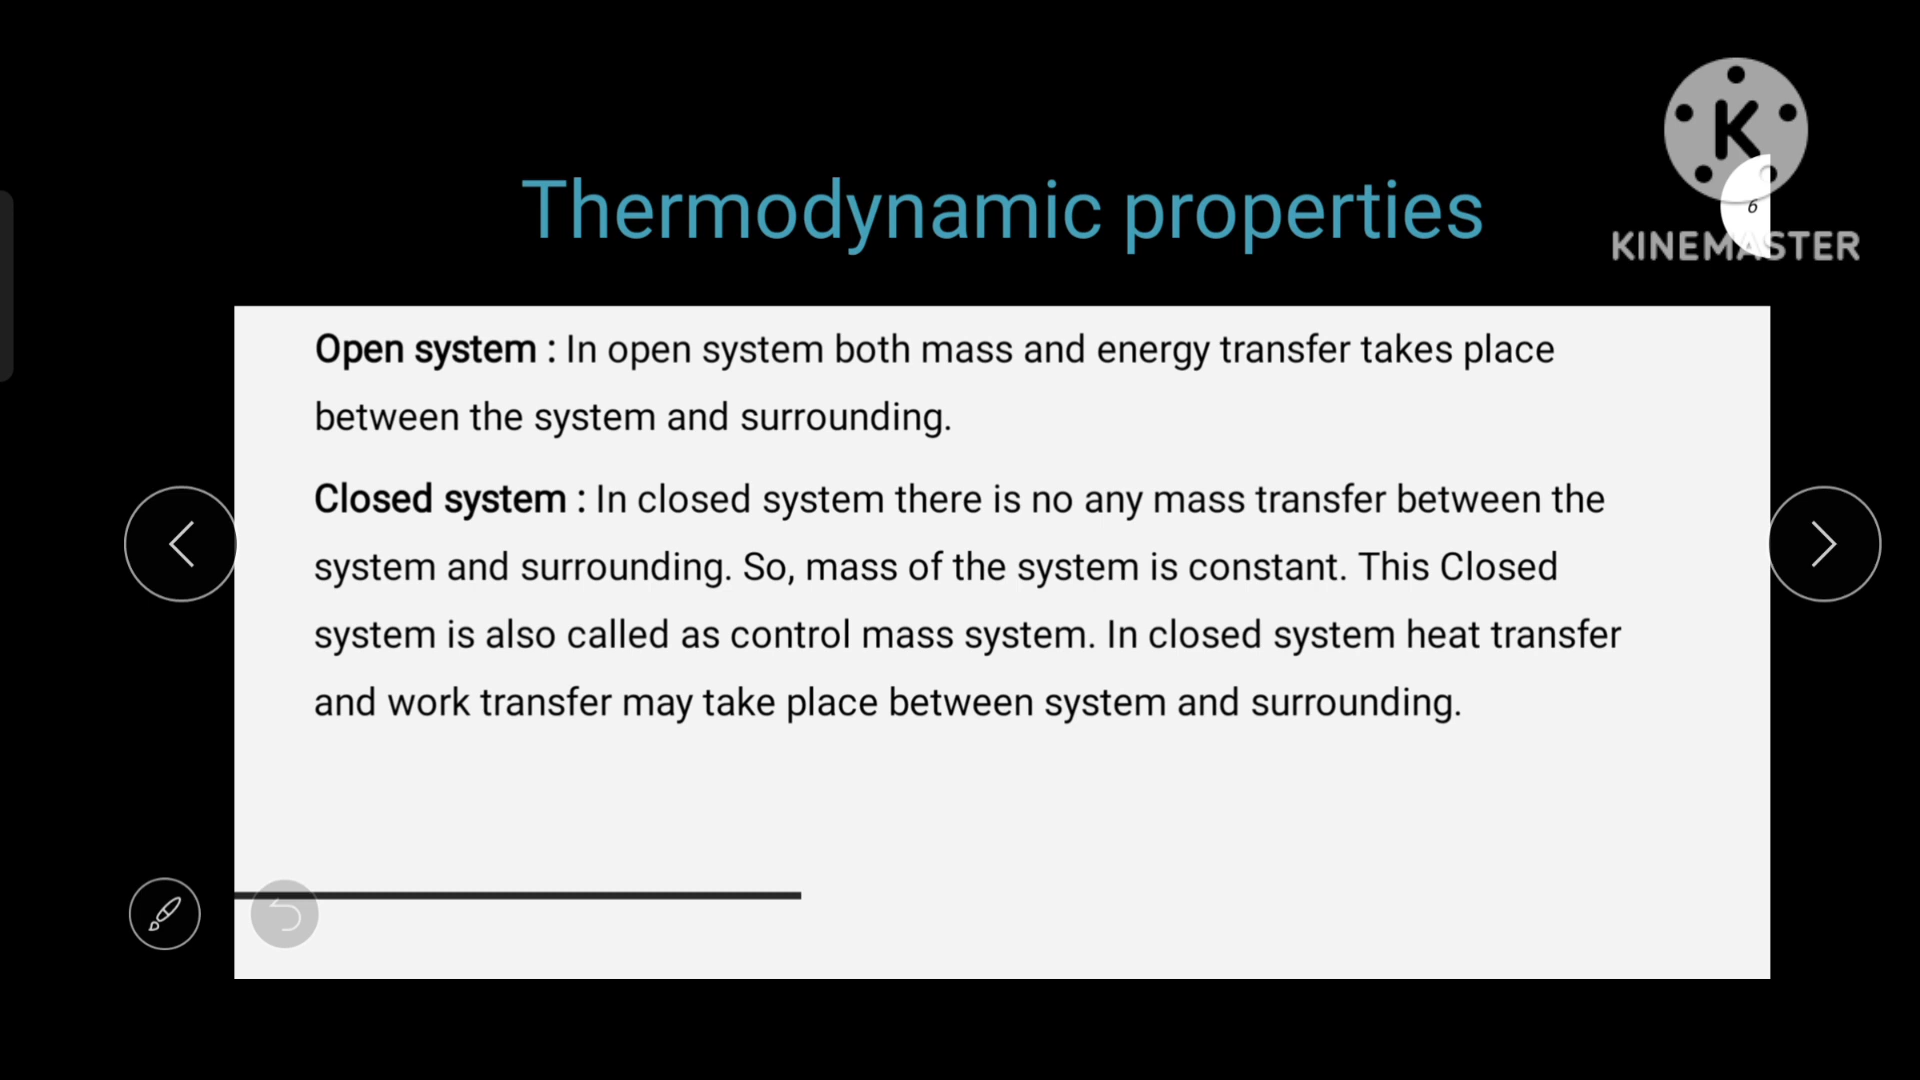 K
6
KINEMASTER
Thermodynamic properties
Open system : In open system both mass and energy transfer takes place
between the system and surrounding.
Closed system : In closed system there is no any mass transfer between the
system and surrounding. So, mass of the system is constant. This Closed
system is also called as control mass system. In closed system heat transfer
and work transfer may take place between system and surrounding.